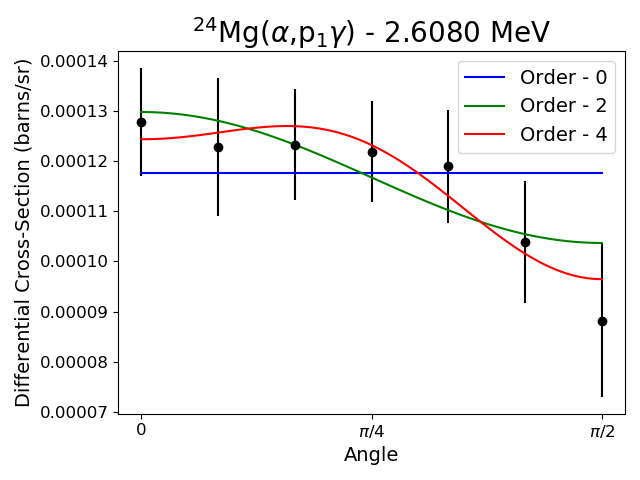 ²⁴Mg(α,p₁γ) - 2.6080 MeV
Differential Cross-Section (barns/sr)
0.00014
0.00013
0.00012
0.00011
0.00010
0.00009
0.00008
0.00007
Order - 0
Order - 2
Order - 4
0
π/4
π/2
Angle